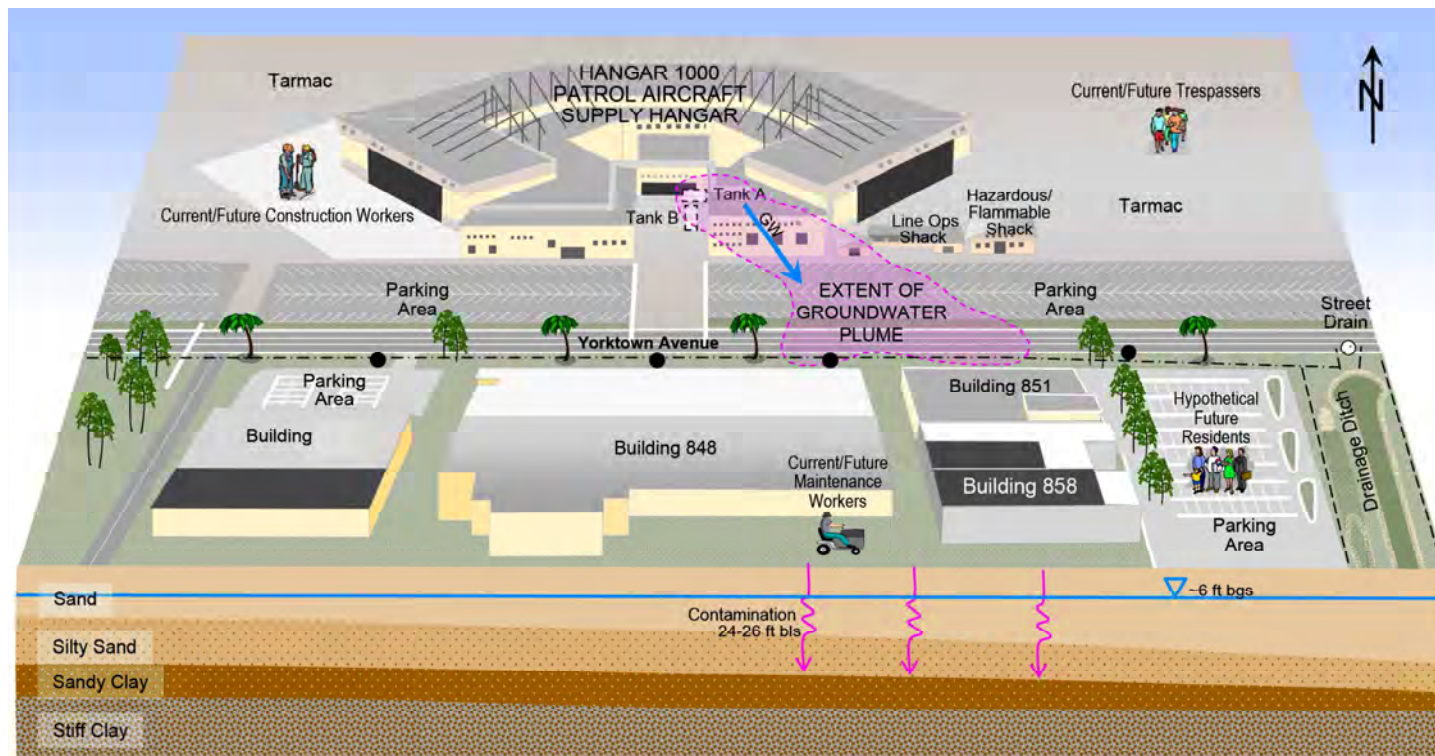 HANGAR 1000
PATROL AIRCRAFT
SUPPLY HANGAR
Tarmac
Current/Future Trespassers
N
Current/Future Construction Workers
Tank A
Tank B
GW
Hazardous/
Flammable
Shack
Line Ops
Shack
Tarmac
Parking
Area
EXTENT OF
GROUNDWATER
PLUME
Parking
Area
Street
Drain
Yorktown Avenue
Parking
Area
Building
Building 848
Building 851
Hypothetical
Future
Residents
Current/Future
Maintenance
Workers
Building 858
Parking
Area
Drainage Ditch
Sand
~6 ft bgs
Contamination
24-26 ft bls
Silty Sand
Sandy Clay
Stiff Clay